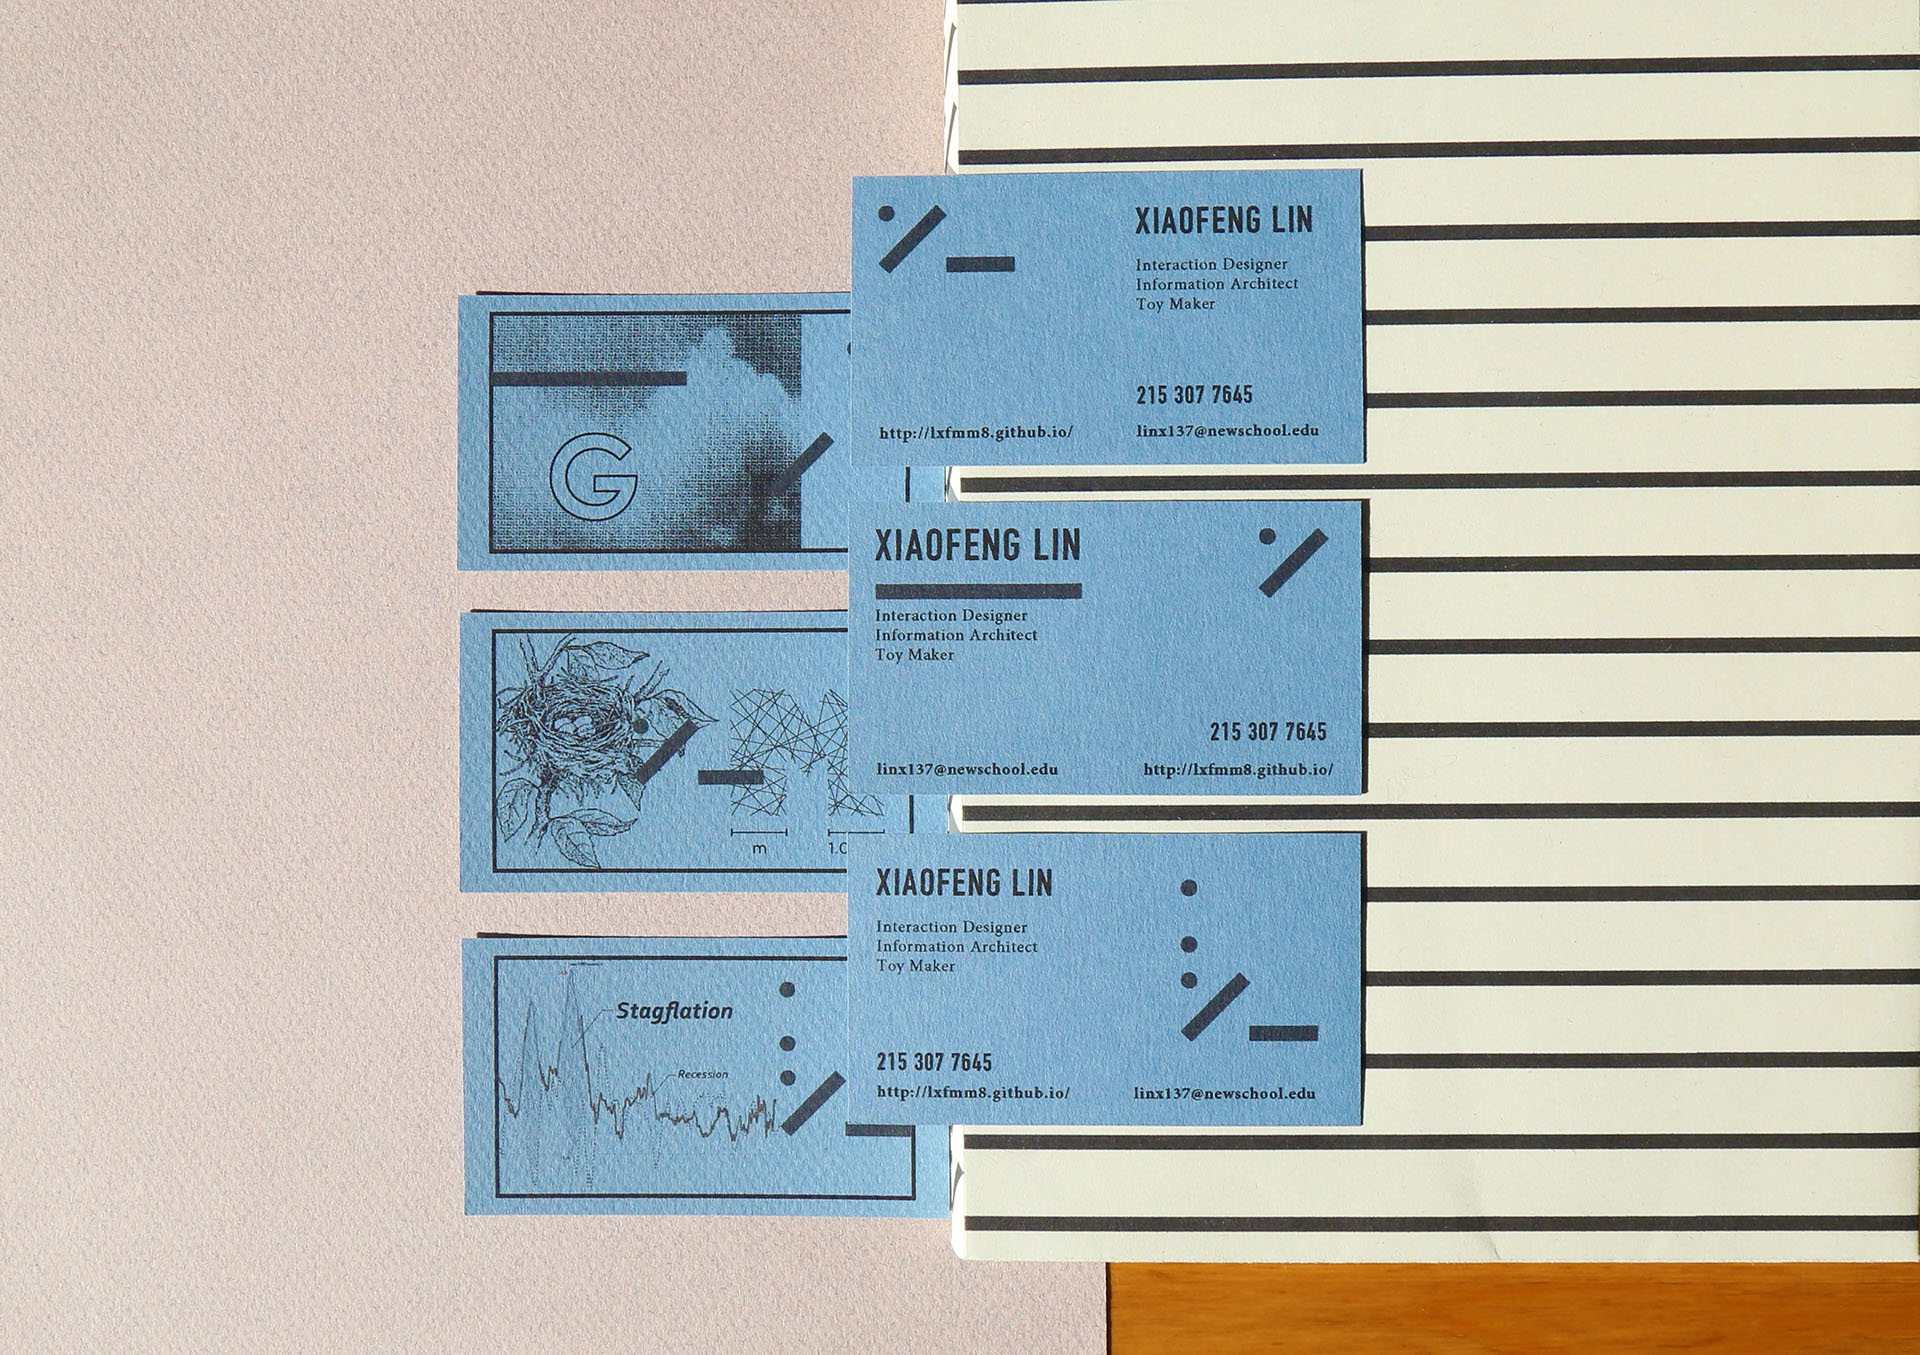 XIAOFENG LIN
Interaction Designer
Information Architect
Toy Maker
215 307 7645
http://lxfmm8.github.io/
linx137@newschool.edu
G
XIAOFENG LIN
Interaction Designer
Information Architect
Toy Maker
215 307 7645
linx137@newschool.edu
http://lxfmm8.github.io/
m
XIAOFENG LIN
Interaction Designer
Information Architect
Toy Maker
215 307 7645
http://lxfmm8.github.io/
linx137@newschool.edu
Stagflation
Recession